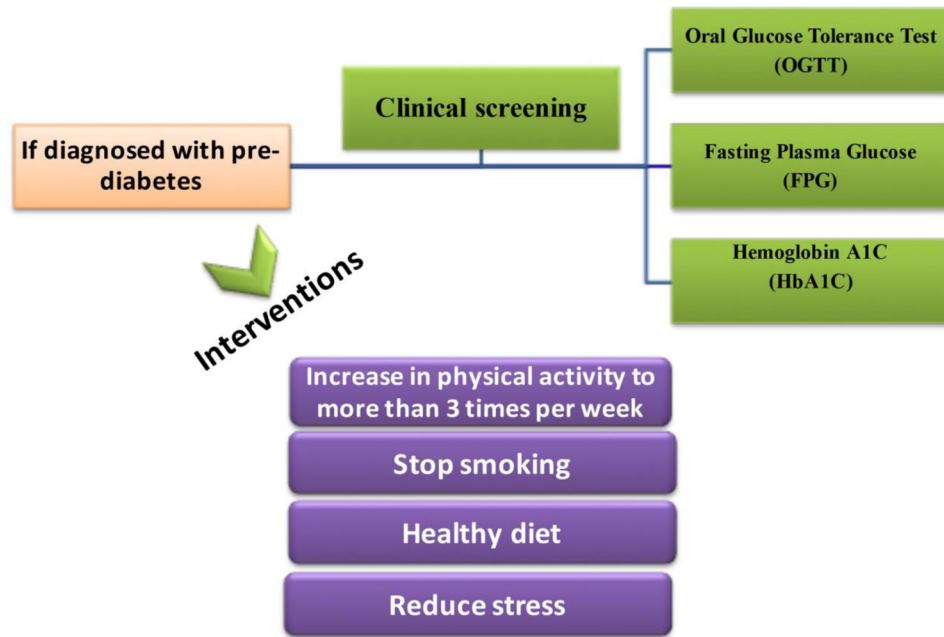 Oral Glucose Tolerance Test
(OGTT)
Clinical screening
If diagnosed with pre-
diabetes
Fasting Plasma Glucose
(FPG)
Hemoglobin A1C
(HbA1C)
Interventions
Increase in physical activity to
more than 3 times per week
Stop smoking
Healthy diet
Reduce stress